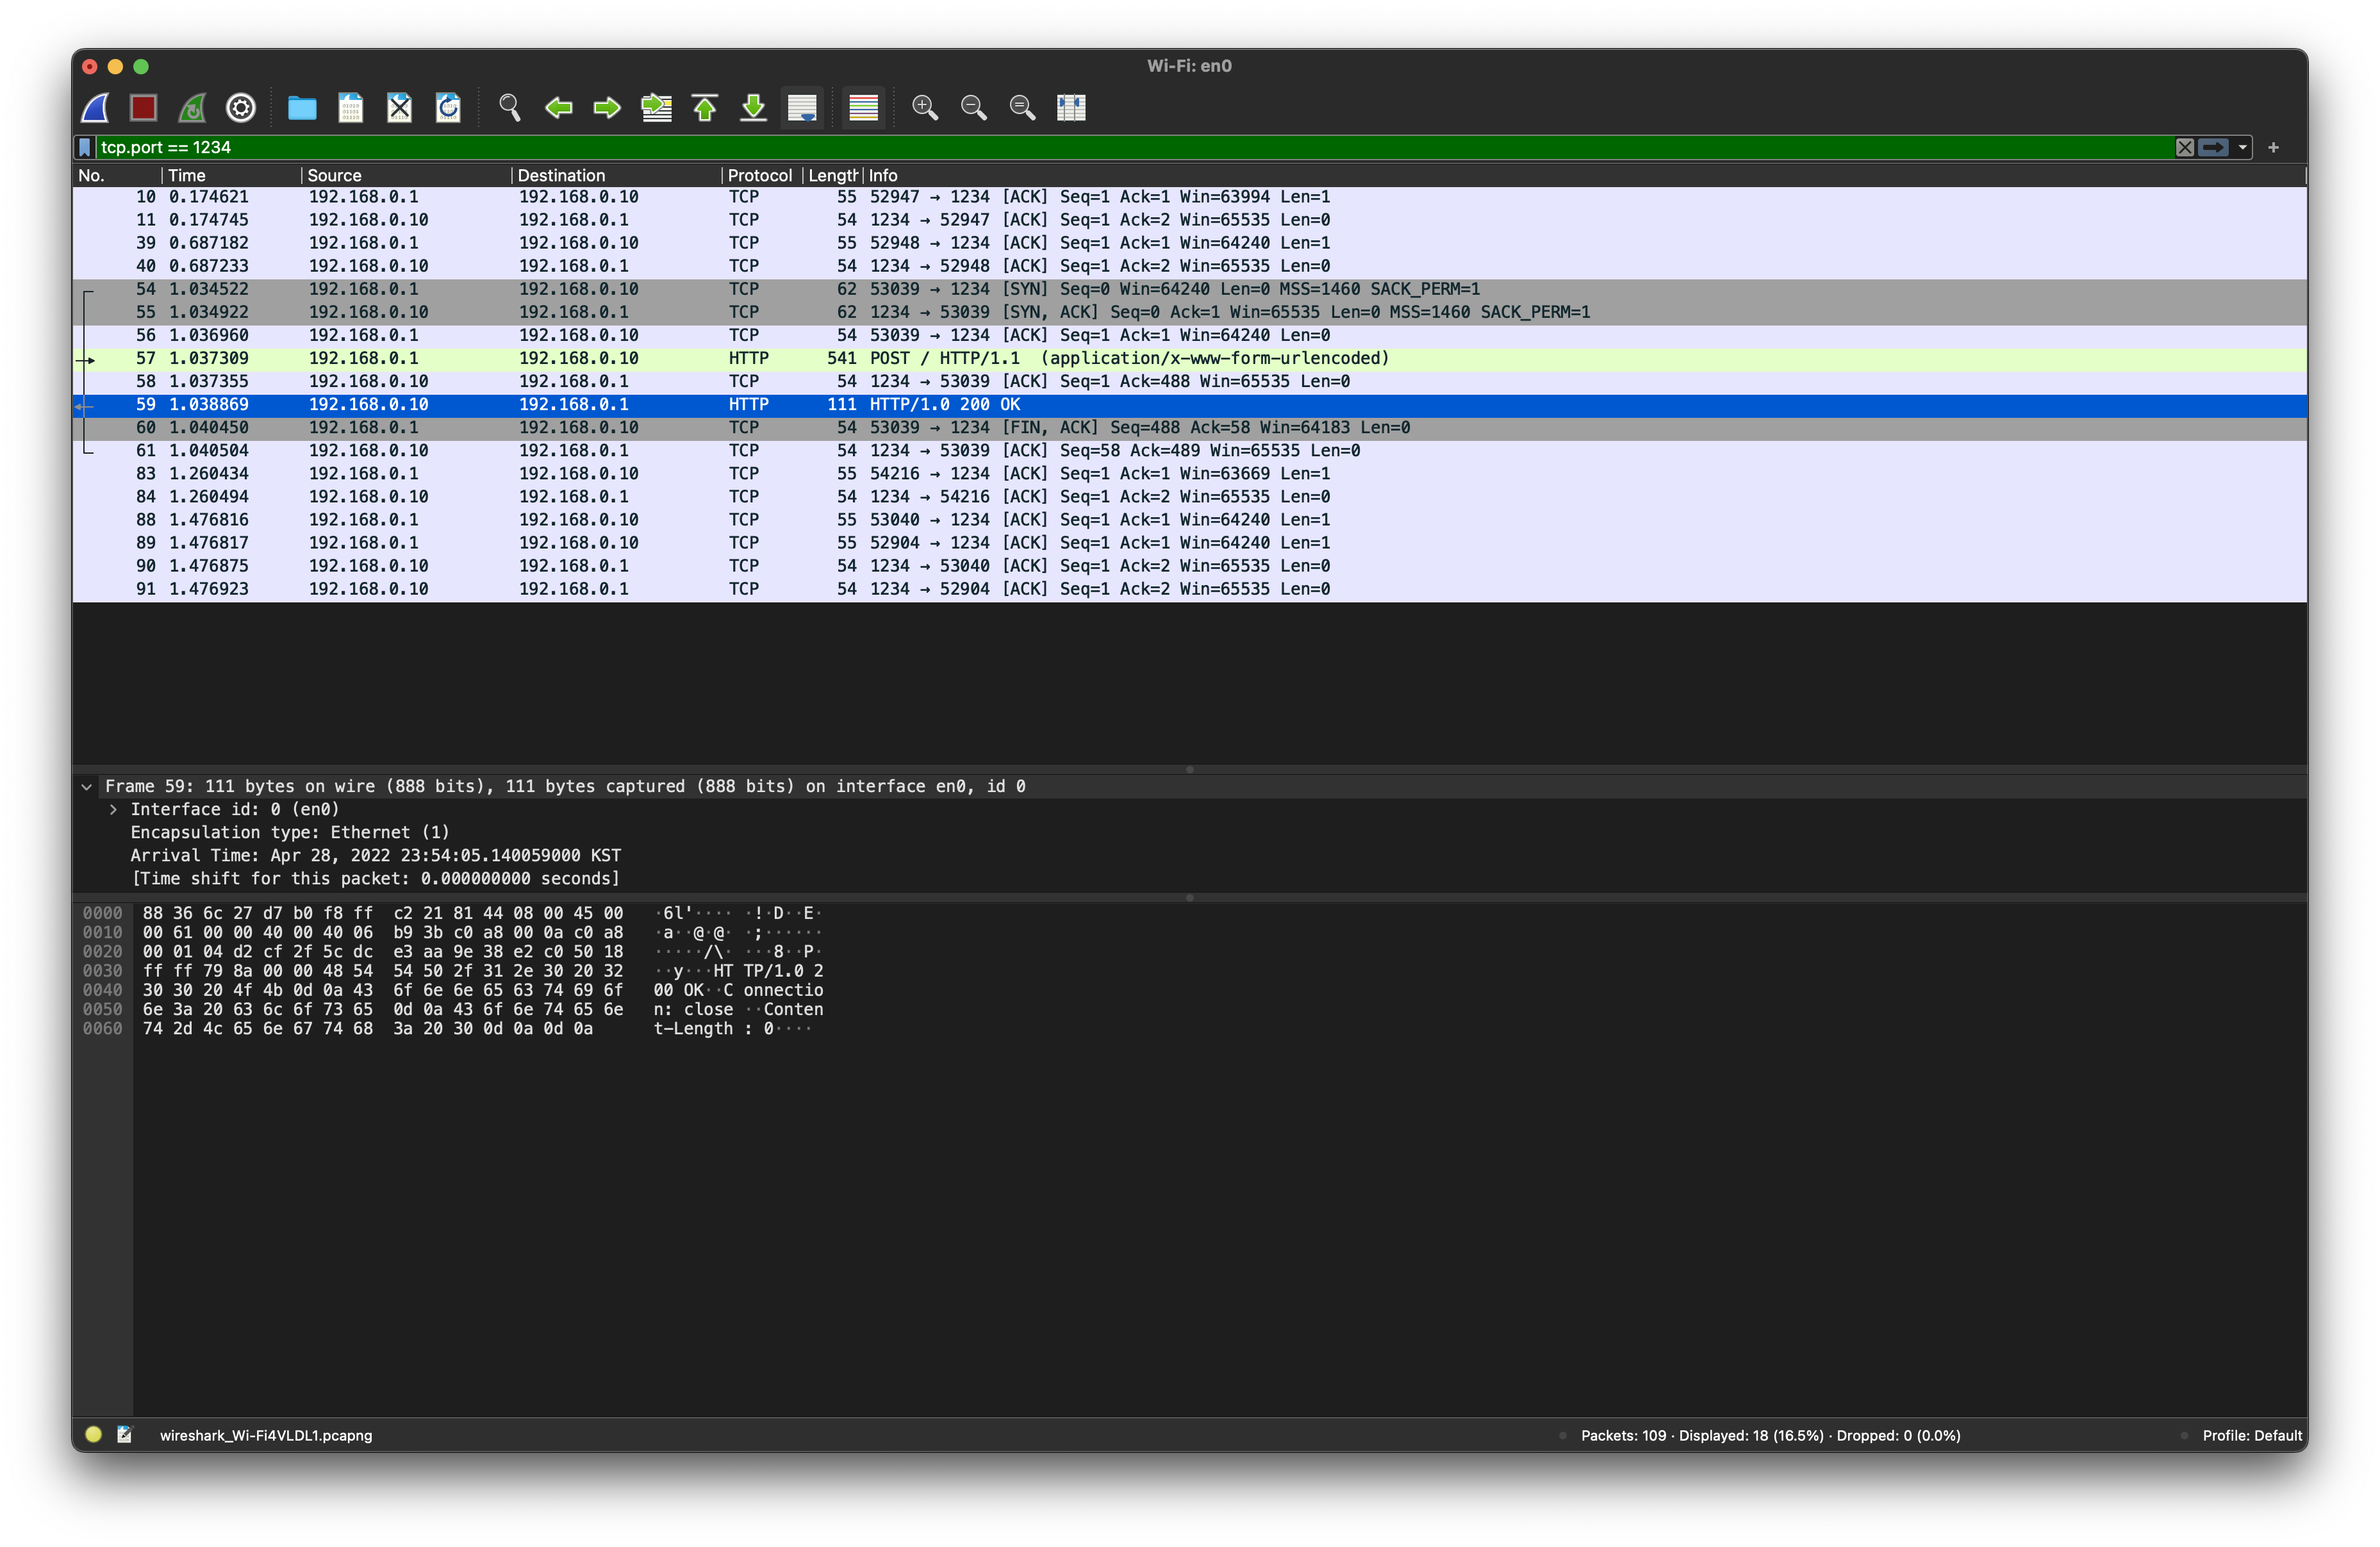 Wi-Fi: en0
tcp.port == 1234
No. Time Source Destination Protocol Length Info
10 0.174621 192.168.0.1 192.168.0.10 TCP 55 52947 → 1234 [ACK] Seq=1 Ack=1 Win=63994 Len=1
11 0.174745 192.168.0.10 192.168.0.1 TCP 54 1234 → 52947 [ACK] Seq=1 Ack=2 Win=65535 Len=0
39 0.687182 192.168.0.1 192.168.0.10 TCP 55 52948 → 1234 [ACK] Seq=1 Ack=1 Win=64240 Len=1
40 0.687233 192.168.0.10 192.168.0.1 TCP 54 1234 → 52948 [ACK] Seq=1 Ack=2 Win=65535 Len=0
54 1.034522 192.168.0.1 192.168.0.10 TCP 62 53039 → 1234 [SYN] Seq=0 Win=64240 Len=0 MSS=1460 SACK_PERM=1
55 1.034922 192.168.0.10 192.168.0.1 TCP 62 1234 → 53039 [SYN, ACK] Seq=0 Ack=1 Win=65535 Len=0 MSS=1460 SACK_PERM=1
56 1.036960 192.168.0.1 192.168.0.10 TCP 54 53039 → 1234 [ACK] Seq=1 Ack=1 Win=64240 Len=0
57 1.037309 192.168.0.1 192.168.0.10 HTTP 541 POST / HTTP/1.1 (application/x-www-form-urlencoded)
58 1.037355 192.168.0.10 192.168.0.1 TCP 54 1234 → 53039 [ACK] Seq=1 Ack=488 Win=65535 Len=0
59 1.038869 192.168.0.10 192.168.0.1 HTTP 111 HTTP/1.0 200 OK
60 1.040450 192.168.0.1 192.168.0.10 TCP 54 53039 → 1234 [FIN, ACK] Seq=488 Ack=58 Win=64183 Len=0
61 1.040504 192.168.0.10 192.168.0.1 TCP 54 1234 → 53039 [ACK] Seq=58 Ack=489 Win=65535 Len=0
83 1.260434 192.168.0.1 192.168.0.10 TCP 55 54216 → 1234 [ACK] Seq=1 Ack=1 Win=63669 Len=1
84 1.260494 192.168.0.10 192.168.0.1 TCP 54 1234 → 54216 [ACK] Seq=1 Ack=2 Win=65535 Len=0
88 1.476816 192.168.0.1 192.168.0.10 TCP 55 53040 → 1234 [ACK] Seq=1 Ack=1 Win=64240 Len=1
89 1.476817 192.168.0.1 192.168.0.10 TCP 55 52904 → 1234 [ACK] Seq=1 Ack=1 Win=64240 Len=1
90 1.476875 192.168.0.10 192.168.0.1 TCP 54 1234 → 53040 [ACK] Seq=1 Ack=2 Win=65535 Len=0
91 1.476923 192.168.0.10 192.168.0.1 TCP 54 1234 → 52904 [ACK] Seq=1 Ack=2 Win=65535 Len=0
Frame 59: 111 bytes on wire (888 bits), 111 bytes captured (888 bits) on interface en0, id 0
Interface id: 0 (en0)
Encapsulation type: Ethernet (1)
Arrival Time: Apr 28, 2022 23:54:05.140059000 KST
[Time shift for this packet: 0.000000000 seconds]
0000 88 36 6c 27 d7 b0 f8 ff c2 21 81 44 08 00 45 00 ·6l'···· ·!·D··E·
0010 00 61 00 00 40 00 40 06 b9 3b c0 a8 00 0a c0 a8 ·a··@·@· ·;······
0020 00 01 04 d2 cf 2f 5c dc e3 aa 9e 38 e2 c0 50 18 ·····/\· ···8··P·
0030 ff ff 79 8a 00 00 48 54 54 50 2f 31 2e 30 20 32 ··y···HT TP/1.0 2
0040 30 30 20 4f 4b 0d 0a 43 6f 6e 6e 65 63 74 69 6f 00 OK··C onnectio
0050 6e 3a 20 63 6c 6f 73 65 0d 0a 43 6f 6e 74 65 6e n: close ··Conten
0060 74 2d 4c 65 6e 67 74 68 3a 20 30 0d 0a 0d 0a t-Length : 0····
wireshark_Wi-Fi4VLDL1.pcapng Packets: 109 · Displayed: 18 (16.5%) · Dropped: 0 (0.0%) Profile: Default